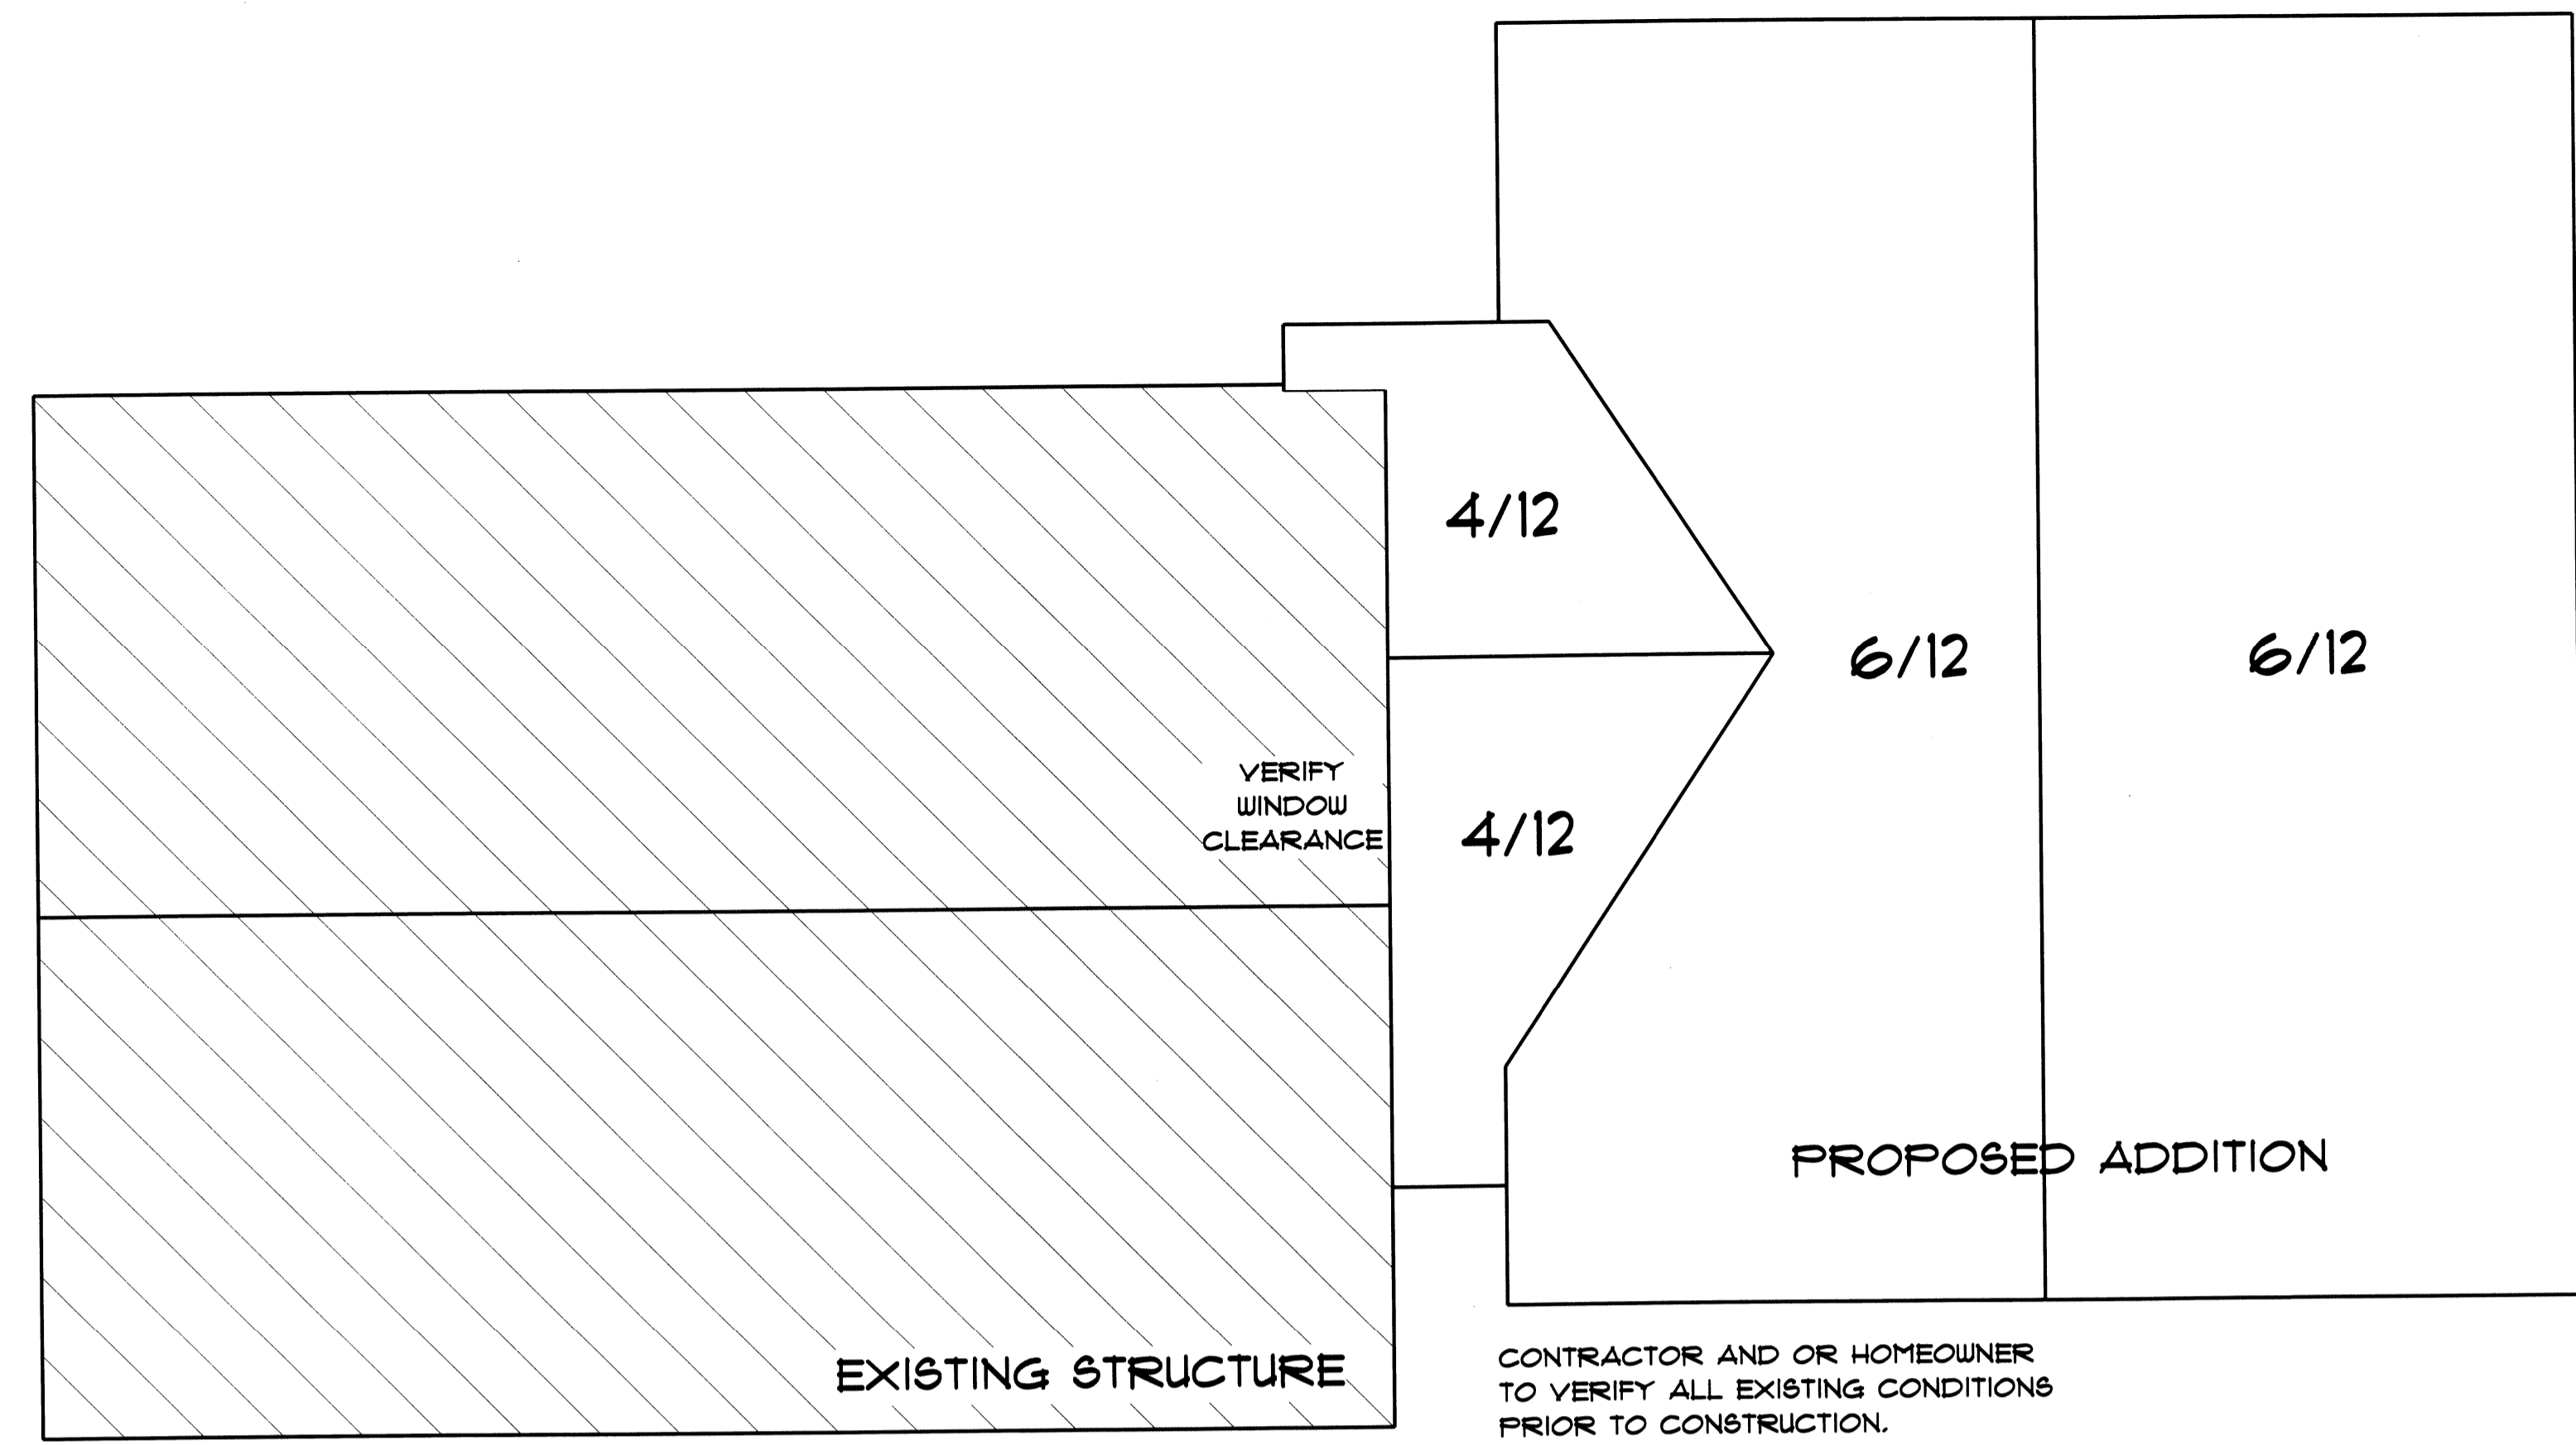 4/12
6/12
6/12
VERIFY
WINDOW
CLEARANCE
4/12
PROPOSED ADDITION
EXISTING STRUCTURE
CONTRACTOR AND OR HOMEOWNER
TO VERIFY ALL EXISTING CONDITIONS
PRIOR TO CONSTRUCTION.